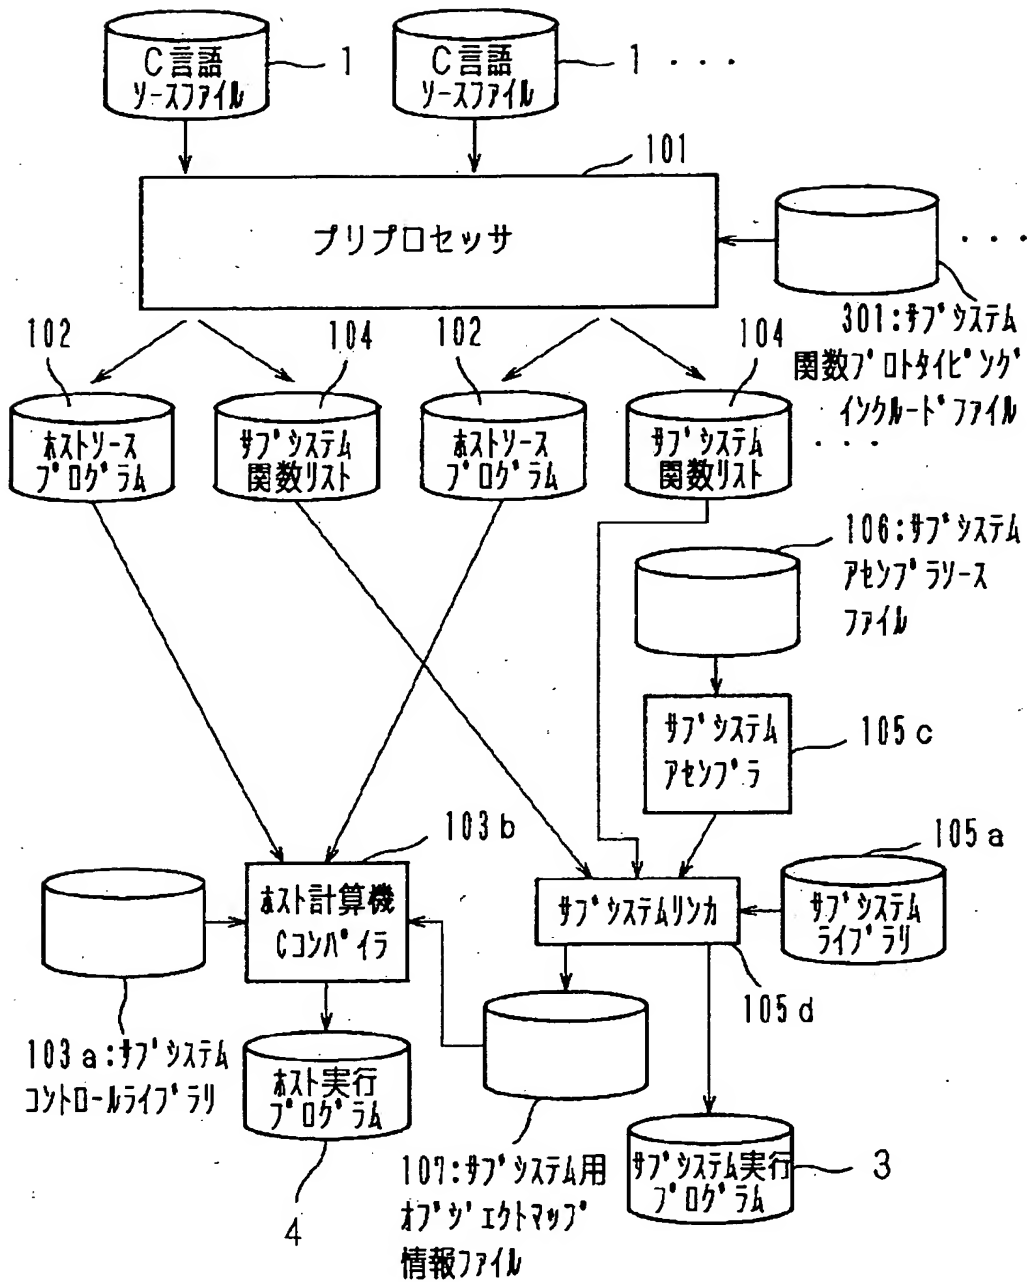 C言語
ソースファイル
1
C言語
ソースファイル
1 ・・・
101
プリプロセッサ
・・・
301:サブシステム
関数プロトタイピング
インクルードファイル
102
104
102
104
ホストソース
プログラム
サブシステム
関数リスト
ホストソース
プログラム
サブシステム
関数リスト
・・・
106:サブシステム
アセンブラソース
ファイル
サブシステム
アセンブラ
105c
103b
105a
ホスト計算機
Cコンパイラ
サブシステムリンカ
サブシステム
ライブラリ
105d
103a:サブシステム
コントロールライブラリ
ホスト実行
プログラム
4
107:サブシステム用
オブジェクトマップ
情報ファイル
サブシステム実行
プログラム
3